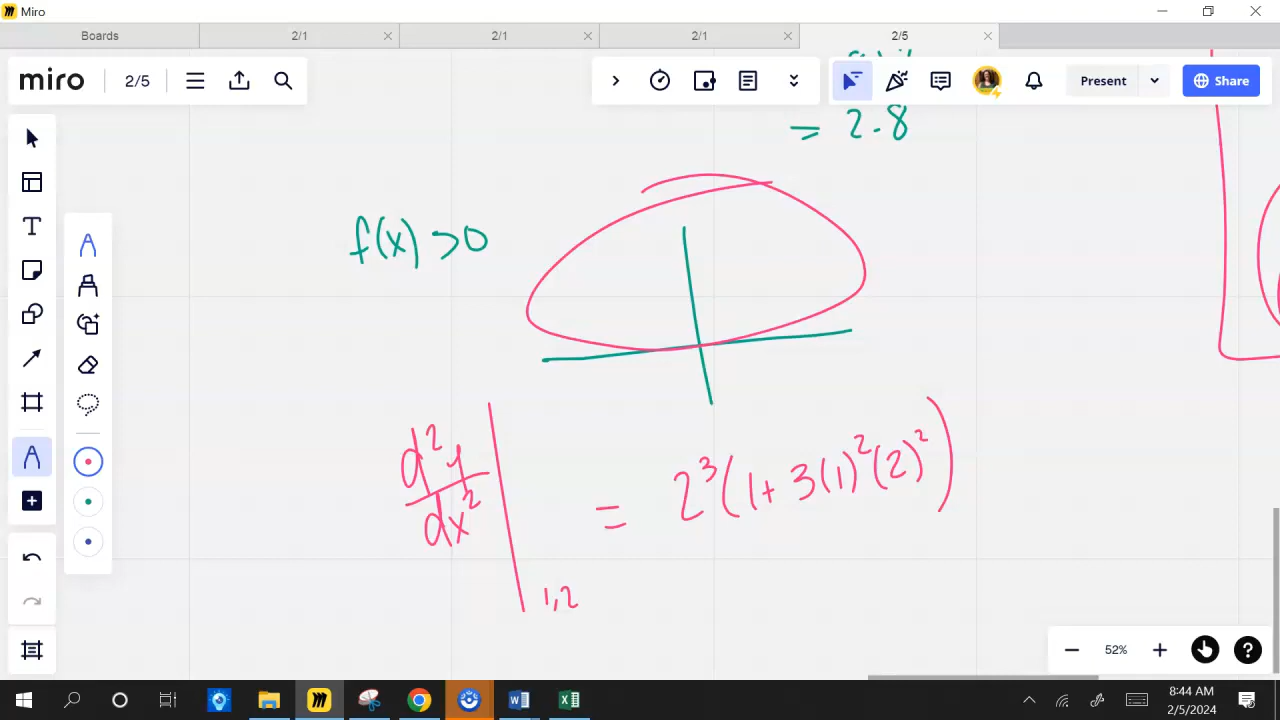 Miro
Boards 2/1 2/1 2/1 2/5
miro 2/5 Present Share
= 2.8
f(x) >0
d²y/dx² | 1,2 = 2³(1+3(1)²(2)²)
52%
8:44 AM
2/5/2024